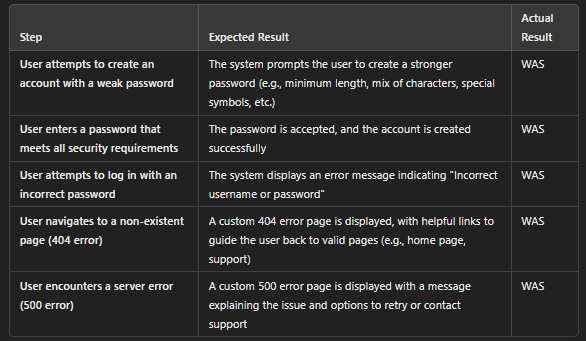 Step Expected Result Actual Result
User attempts to create an The system prompts the user to create a stronger WAS
account with a weak password password (e.g., minimum length, mix of characters, special
symbols, etc.)
User enters a password that The password is accepted, and the account is created WAS
meets all security requirements successfully
User attempts to log in with an The system displays an error message indicating "Incorrect WAS
incorrect password username or password"
User navigates to a non-existent A custom 404 error page is displayed, with helpful links to WAS
page (404 error) guide the user back to valid pages (e.g., home page,
support)
User encounters a server error A custom 500 error page is displayed with a message WAS
(500 error) explaining the issue and options to retry or contact
support